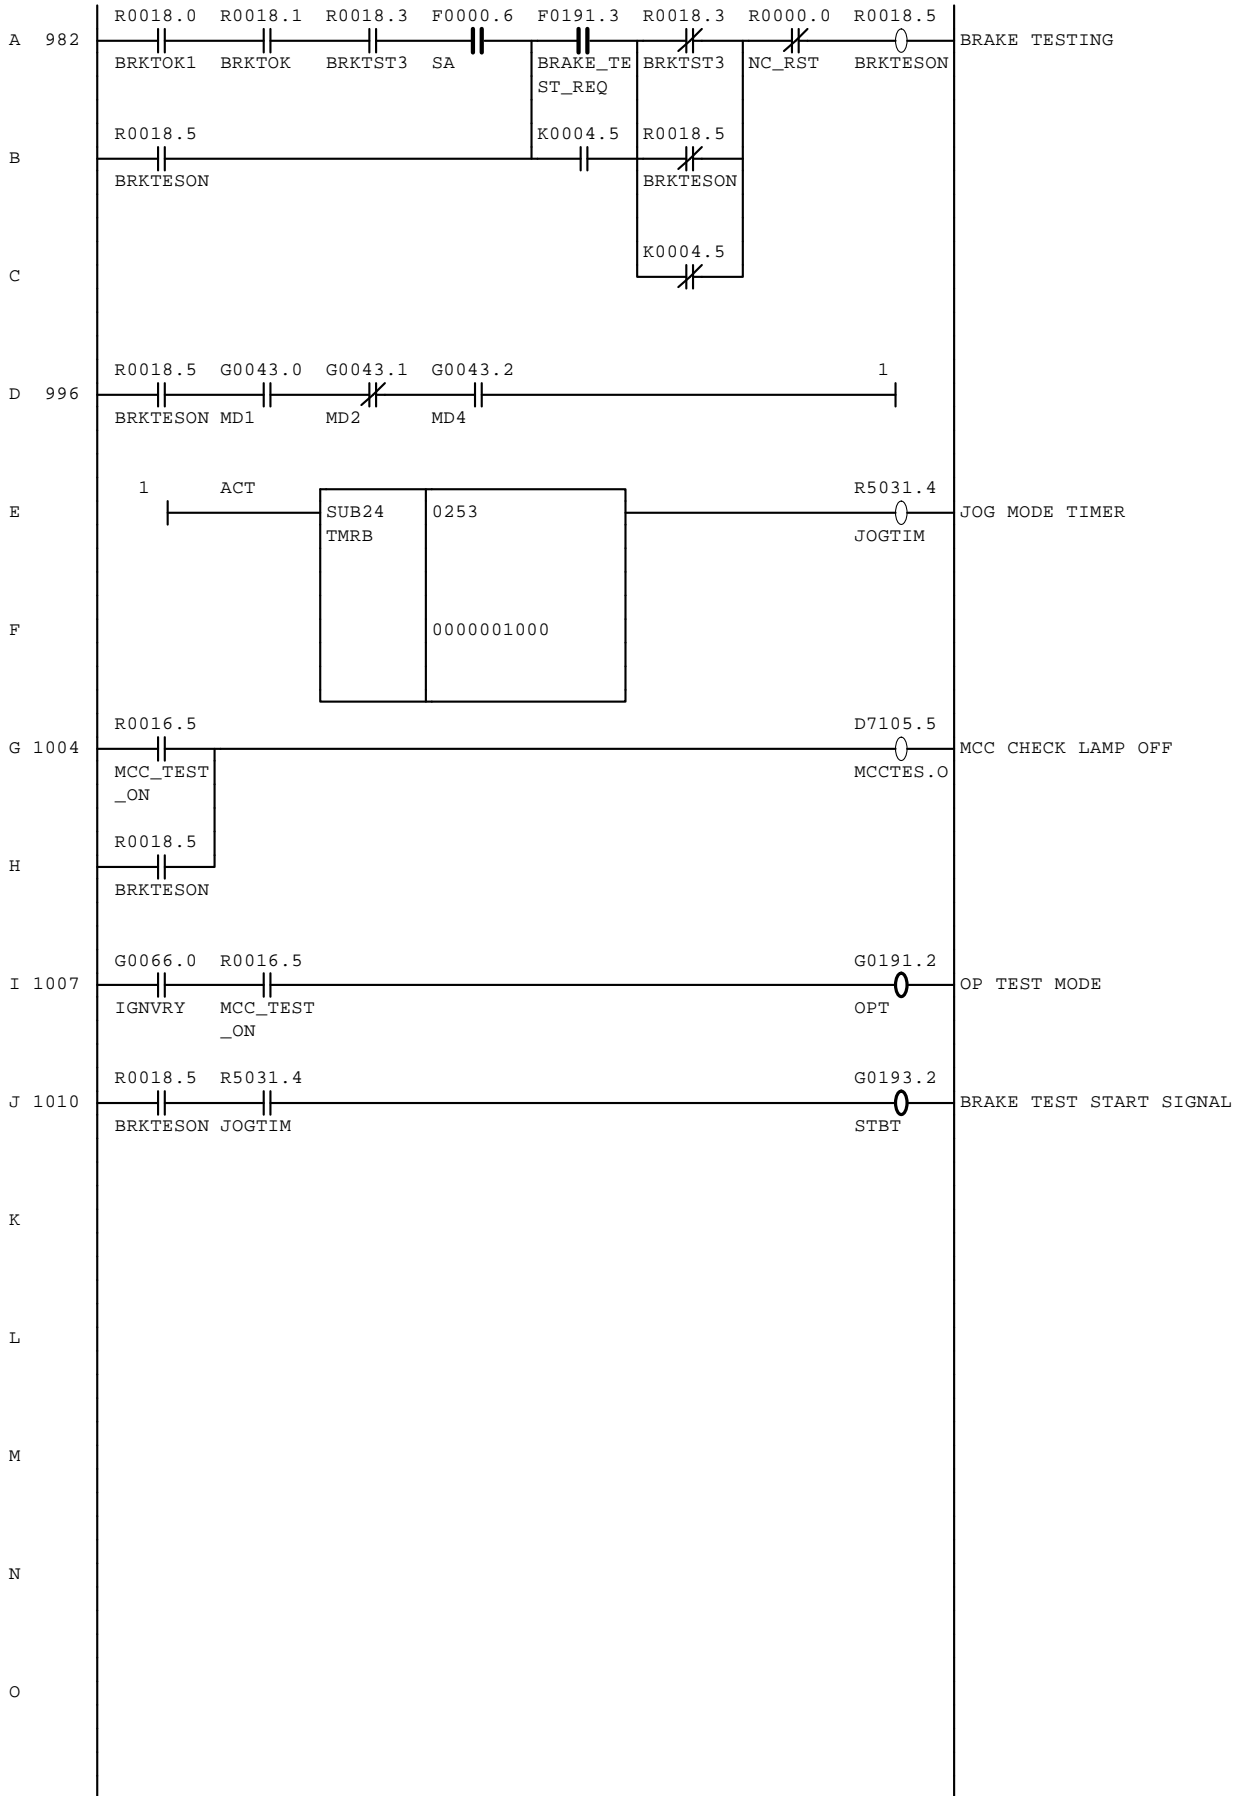 R0018.0 R0018.1 R0018.3 F0000.6 F0191.3 R0018.3 R0000.0 R0018.5
A 982 BRAKE TESTING
BRKTOK1 BRKTOK BRKTST3 SA BRAKE_TE BRKTST3 NC_RST BRKTESON
ST_REQ
R0018.5 K0004.5 R0018.5
B
BRKTESON BRKTESON
K0004.5
C
R0018.5 G0043.0 G0043.1 G0043.2 1
D 996
BRKTESON MD1 MD2 MD4
1 ACT R5031.4
E SUB24 0253 JOG MODE TIMER
TMRB JOGTIM
F 0000001000
R0016.5 D7105.5
G 1004 MCC CHECK LAMP OFF
MCC_TEST MCCTES.O
_ON
R0018.5
H
BRKTESON
G0066.0 R0016.5 G0191.2
I 1007 OP TEST MODE
IGNVRY MCC_TEST OPT
_ON
R0018.5 R5031.4 G0193.2
J 1010 BRAKE TEST START SIGNAL
BRKTESON JOGTIM STBT
K
L
M
N
O